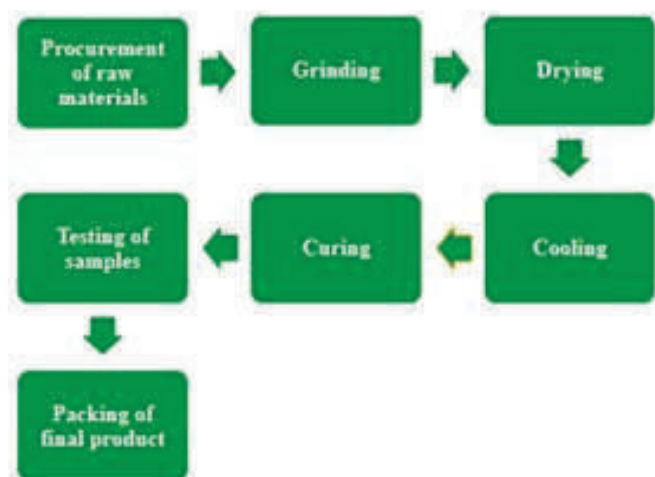 Procurement
of raw
materials
Grinding
Drying
Cooling
Curing
Testing of
samples
Packing of
final product